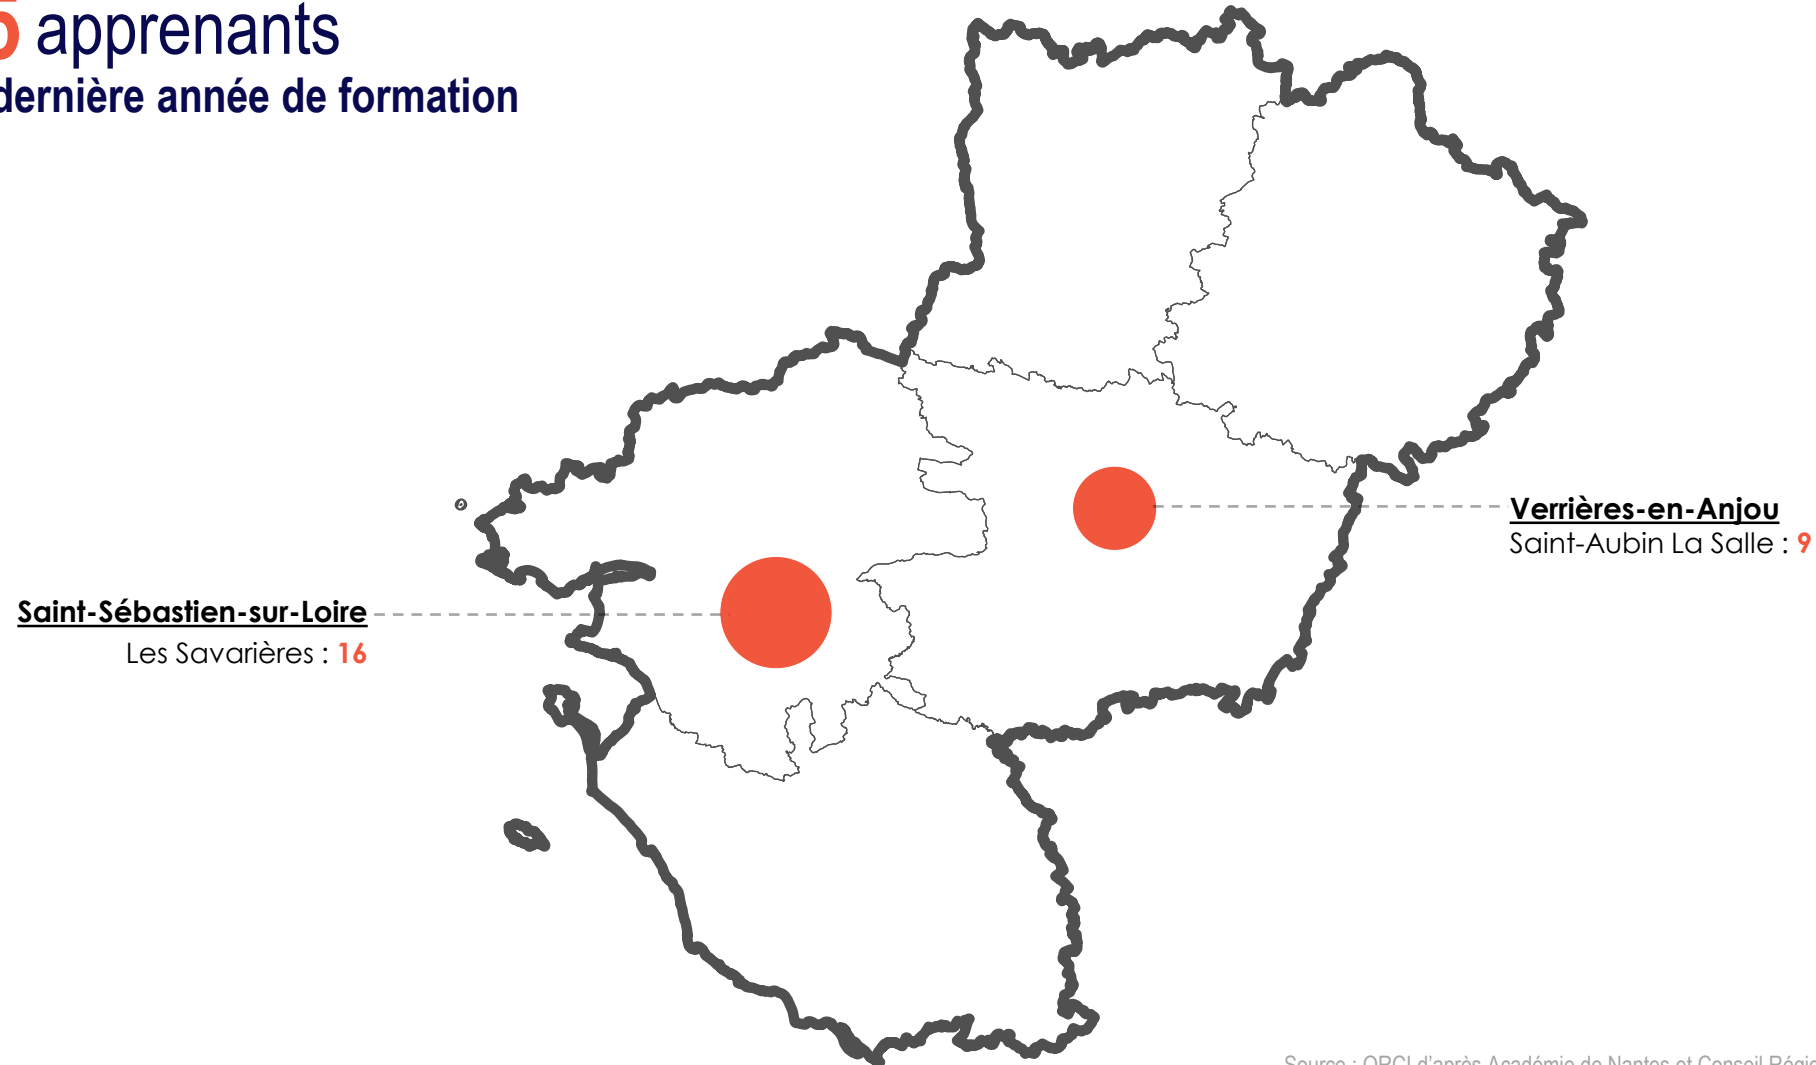 5 apprenants
dernière année de formation
Verrières-en-Anjou
Saint-Aubin La Salle : 9
Saint-Sébastien-sur-Loire
Les Savarières : 16